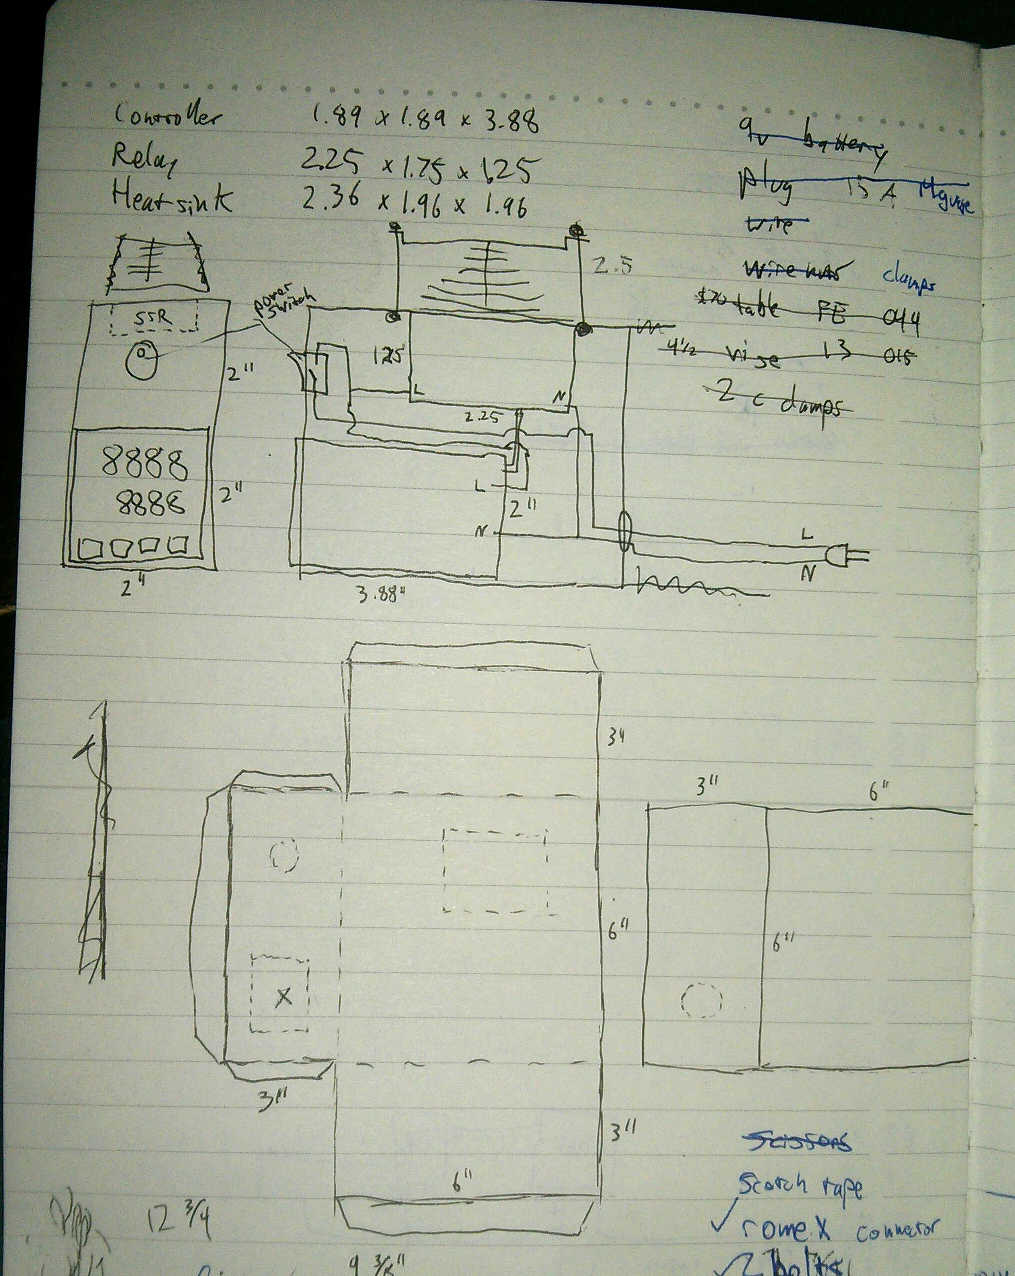 Controller 1.89 x 1.89 x 3.88
Relay 2.25 x 1.75 x 1.25
Heat sink 2.36 x 1.96 x 1.96
9v battery
plug 15 A
wire
wire nuts clamps
$70 table FE 044
4½ vise 13 015
2 c clamps
2.5
power
switch
SSR
2"
1.25
L
N
2.25
8888
8888
2"
L
2"
N
L
N
2"
3.88"
3"
3"
6"
6"
6"
X
3"
3"
6"
Scissors
Scotch tape
romex connector
2 bolts
12 3/4
9 3/8"